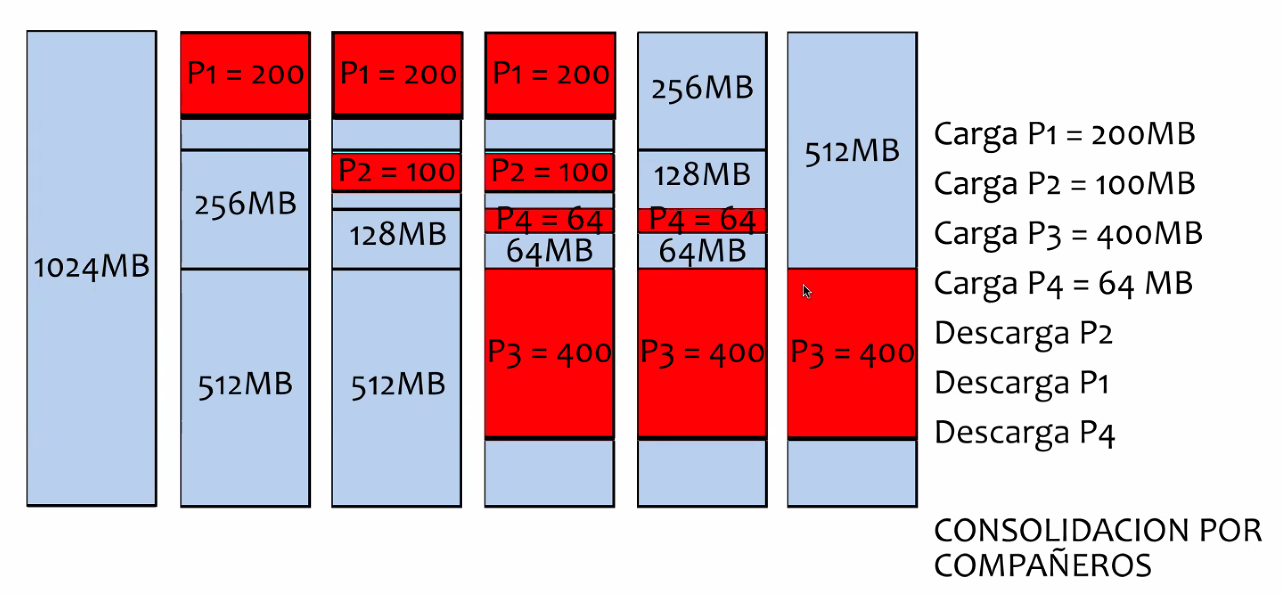 1024MB
P1 = 200
256MB
512MB
P1 = 200
P2 = 100
128MB
512MB
P1 = 200
P2 = 100
P4 = 64
64MB
P3 = 400
256MB
128MB
P4 = 64
64MB
P3 = 400
512MB
P3 = 400
Carga P1 = 200MB
Carga P2 = 100MB
Carga P3 = 400MB
Carga P4 = 64 MB
Descarga P2
Descarga P1
Descarga P4
CONSOLIDACION POR
COMPAÑEROS